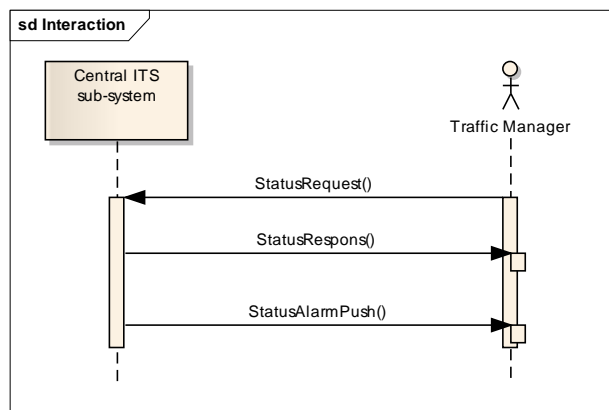 sd Interaction
Central ITS
sub-system
Traffic Manager
StatusRequest()
StatusRespons()
StatusAlarmPush()